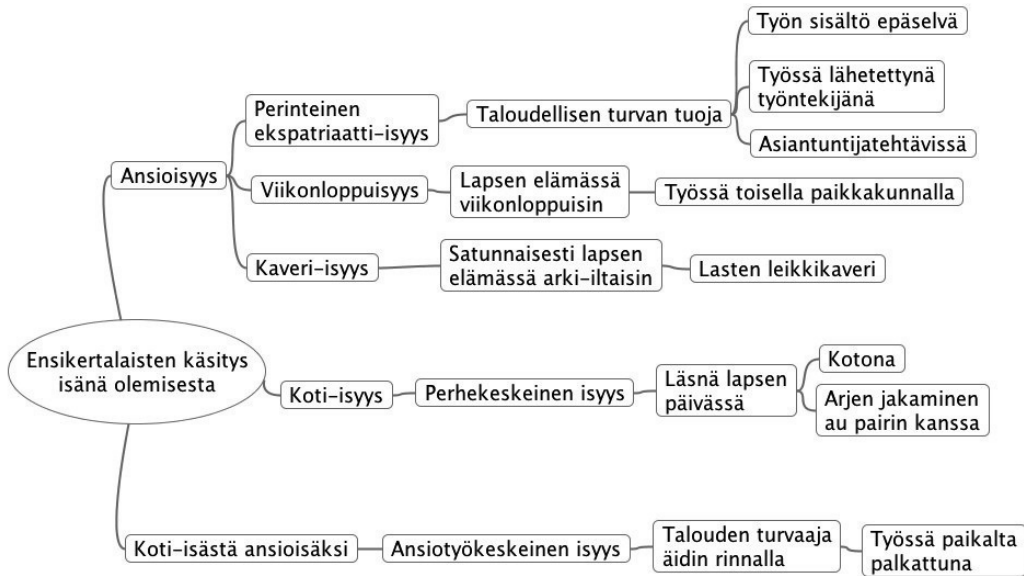 Työn sisältö epäselvä
Työssä lähetettynä
työntekijänä
Perinteinen
ekspatriaatti-isyys
Taloudellisen turvan tuoja
Asiantuntijatehtävissä
Ansioisyys
Viikonloppuisyys
Lapsen elämässä
viikonloppuisin
Työssä toisella paikkakunnalla
Kaveri-isyys
Satunnaisesti lapsen
elämässä arki-iltaisin
Lasten leikkikaveri
Ensikertalaisten käsitys
isänä olemisesta
Koti-isyys
Perhekeskeinen isyys
Läsnä lapsen
päivässä
Kotona
Arjen jakaminen
au pairin kanssa
Koti-isästä ansioisäksi
Ansiotyökeskeinen isyys
Talouden turvaaja
äidin rinnalla
Työssä paikalta
palkattuna